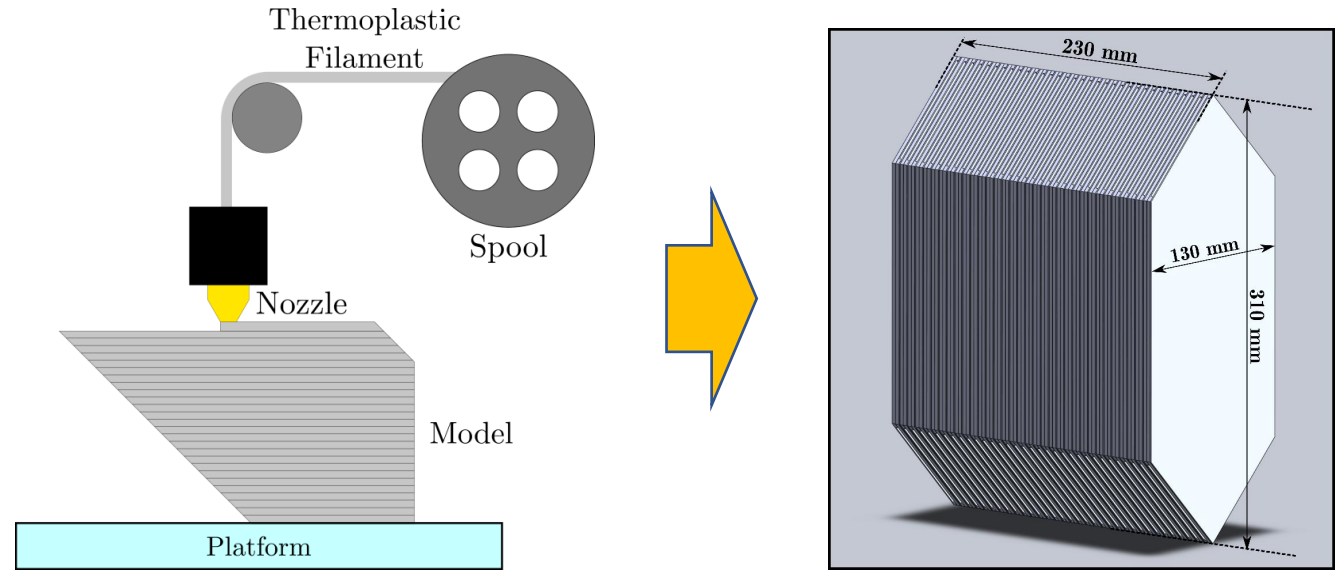 Thermoplastic
Filament
Spool
Nozzle
Model
Platform
230 mm
130 mm
310 mm